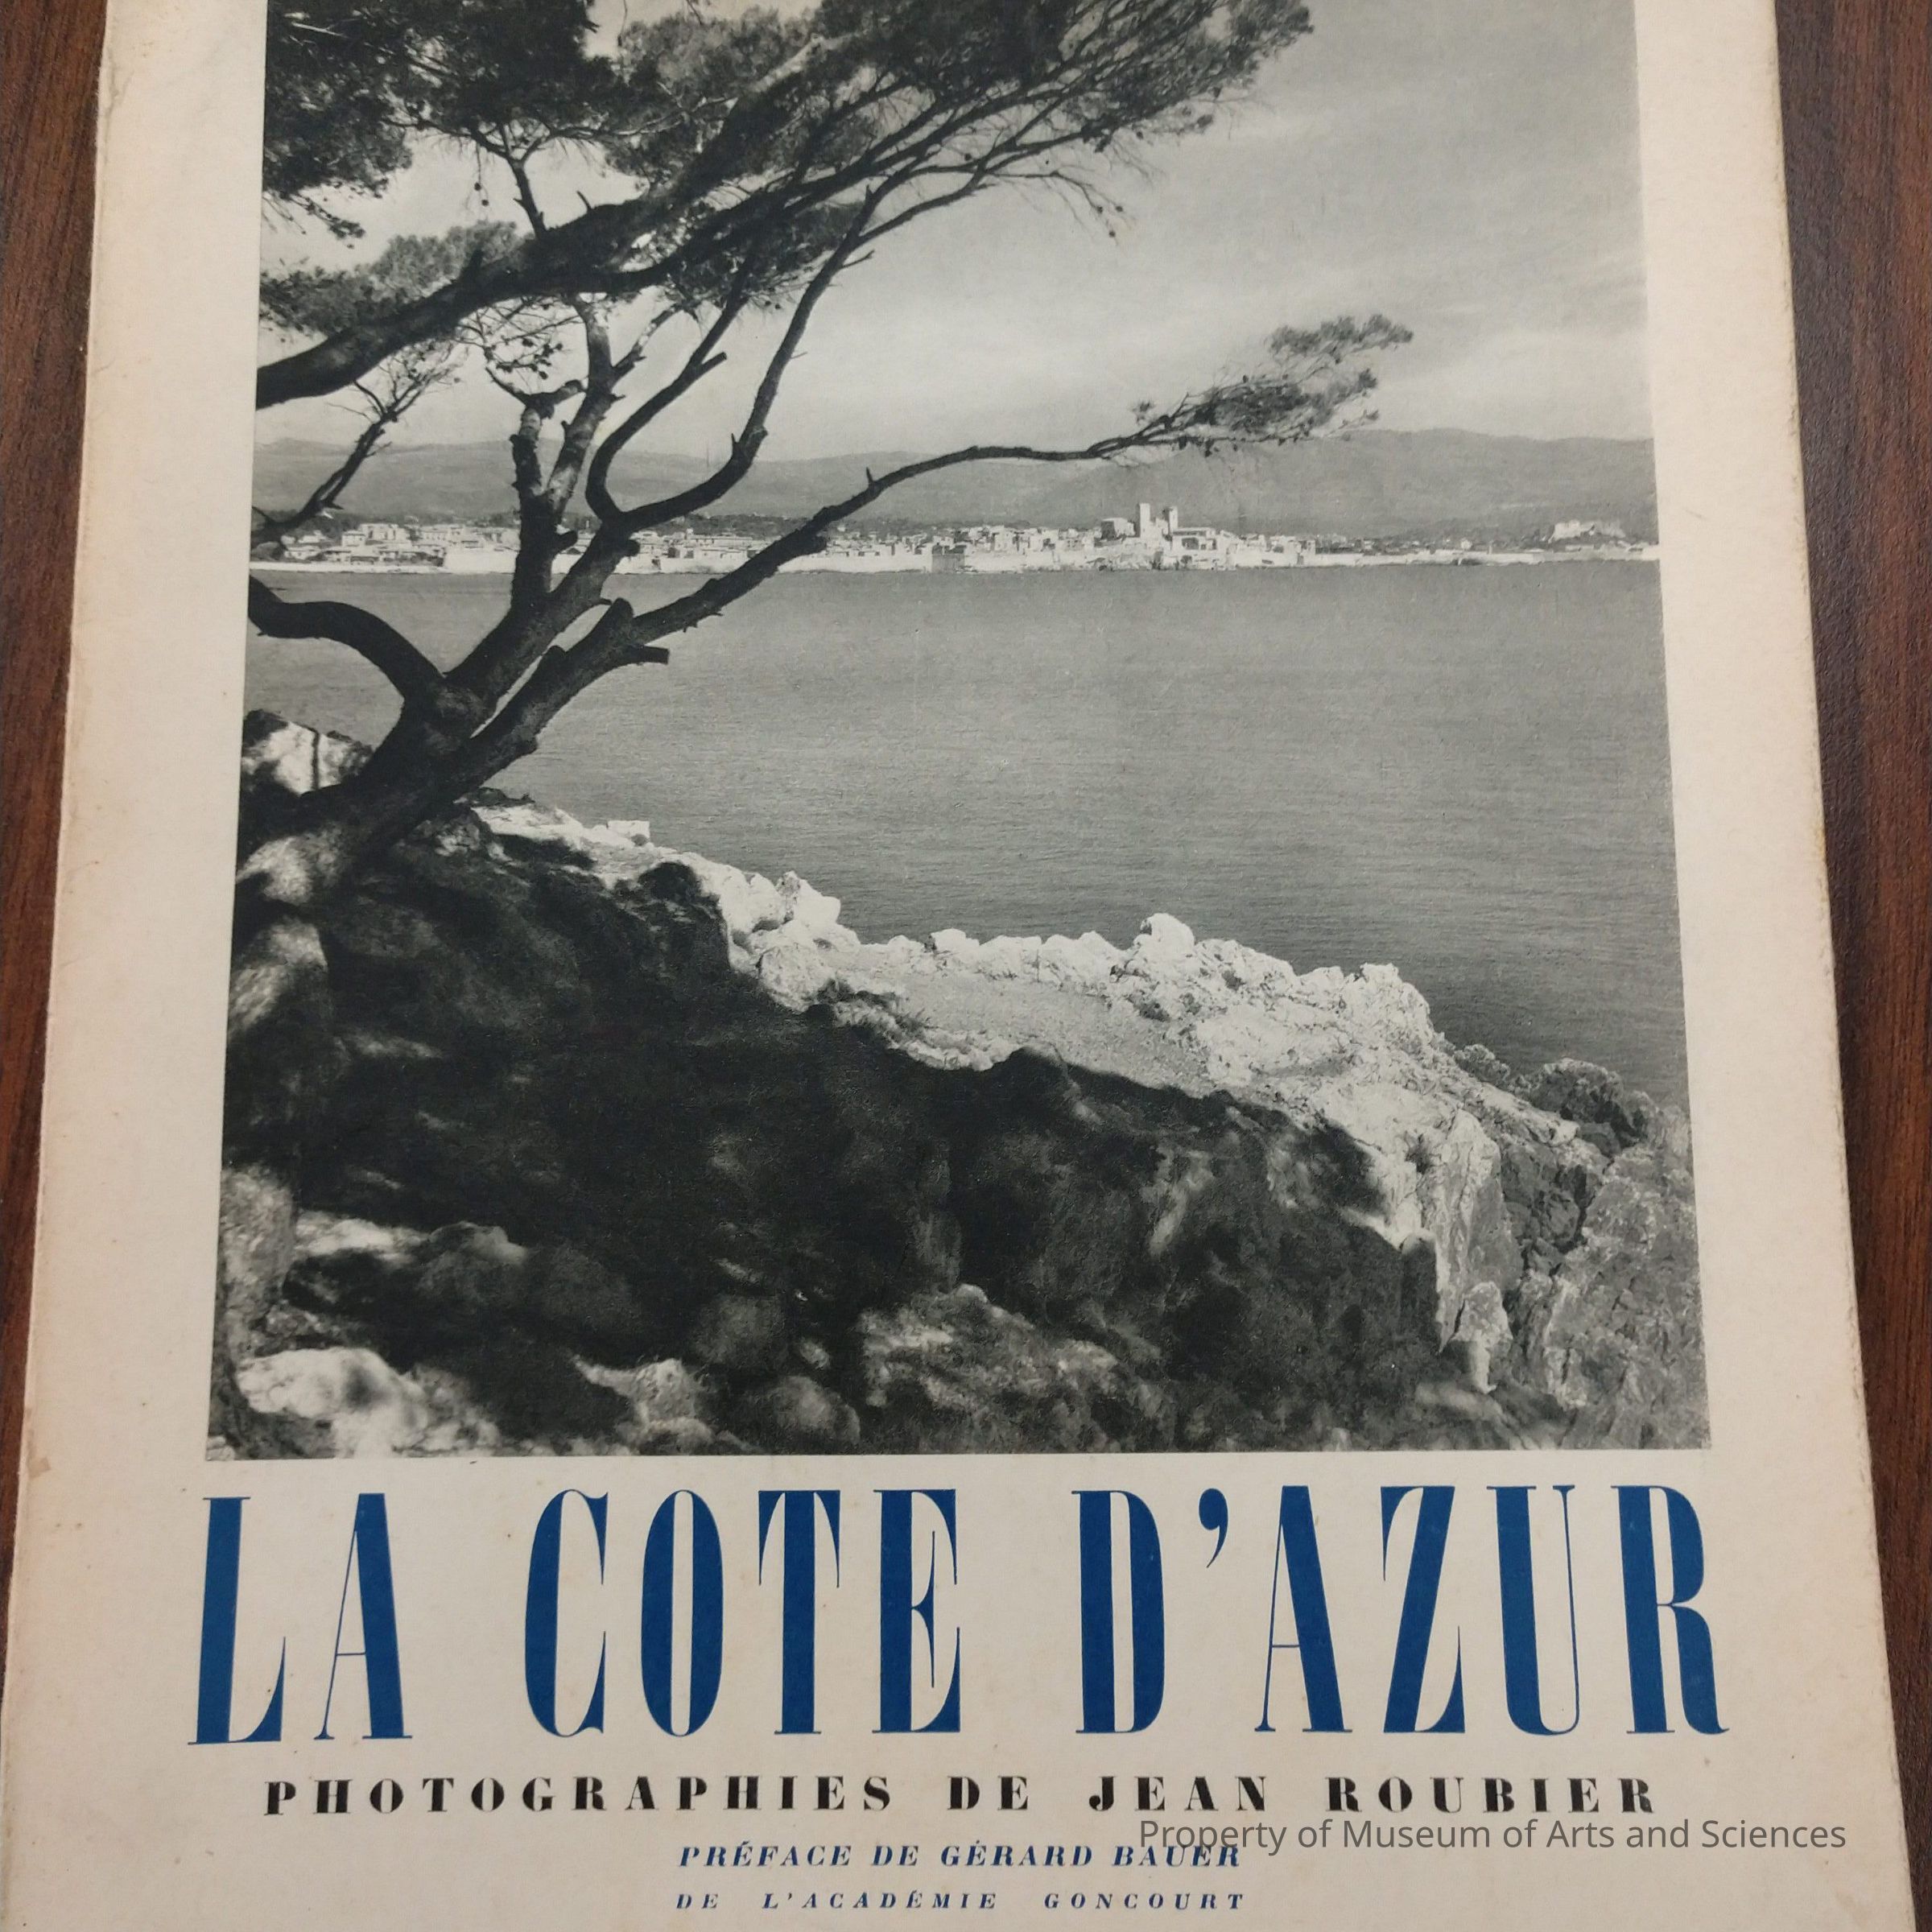 LA COTE D'AZUR
PHOTOGRAPHIES DE JEAN ROUBIER
Property of Museum of Arts and Sciences
PRÉFACE DE GÉRARD BAUER
DE L'ACADÉMIE GONCOURT